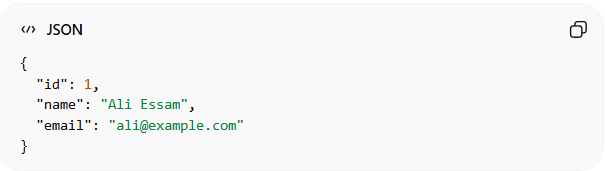 </> JSON
{
  "id": 1,
  "name": "Ali Essam",
  "email": "ali@example.com"
}